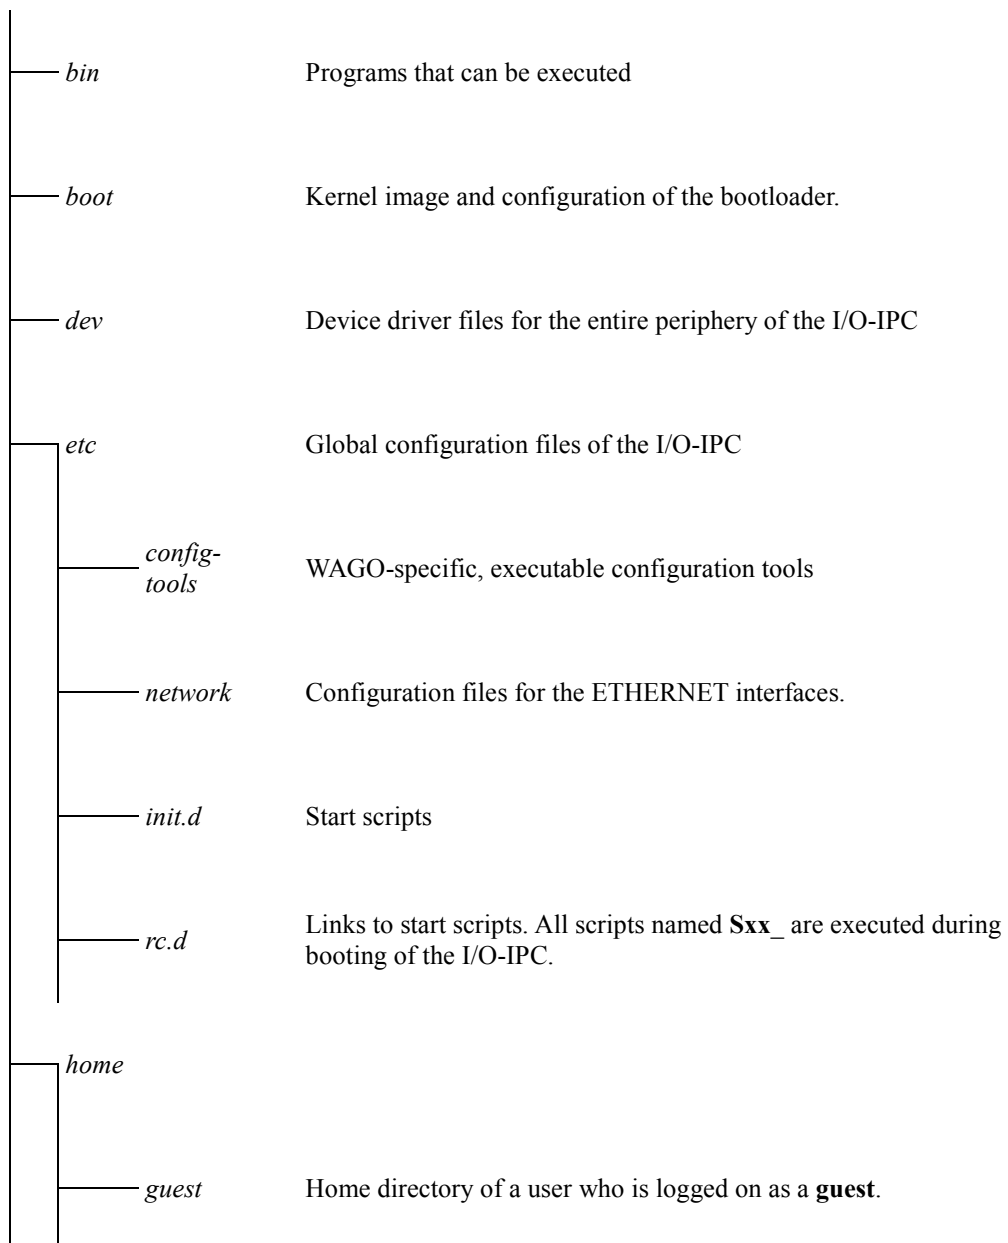 bin Programs that can be executed
boot Kernel image and configuration of the bootloader.
dev Device driver files for the entire periphery of the I/O-IPC
etc Global configuration files of the I/O-IPC
config-
tools WAGO-specific, executable configuration tools
network Configuration files for the ETHERNET interfaces.
init.d Start scripts
rc.d Links to start scripts. All scripts named Sxx_ are executed during
booting of the I/O-IPC.
home
guest Home directory of a user who is logged on as a guest.